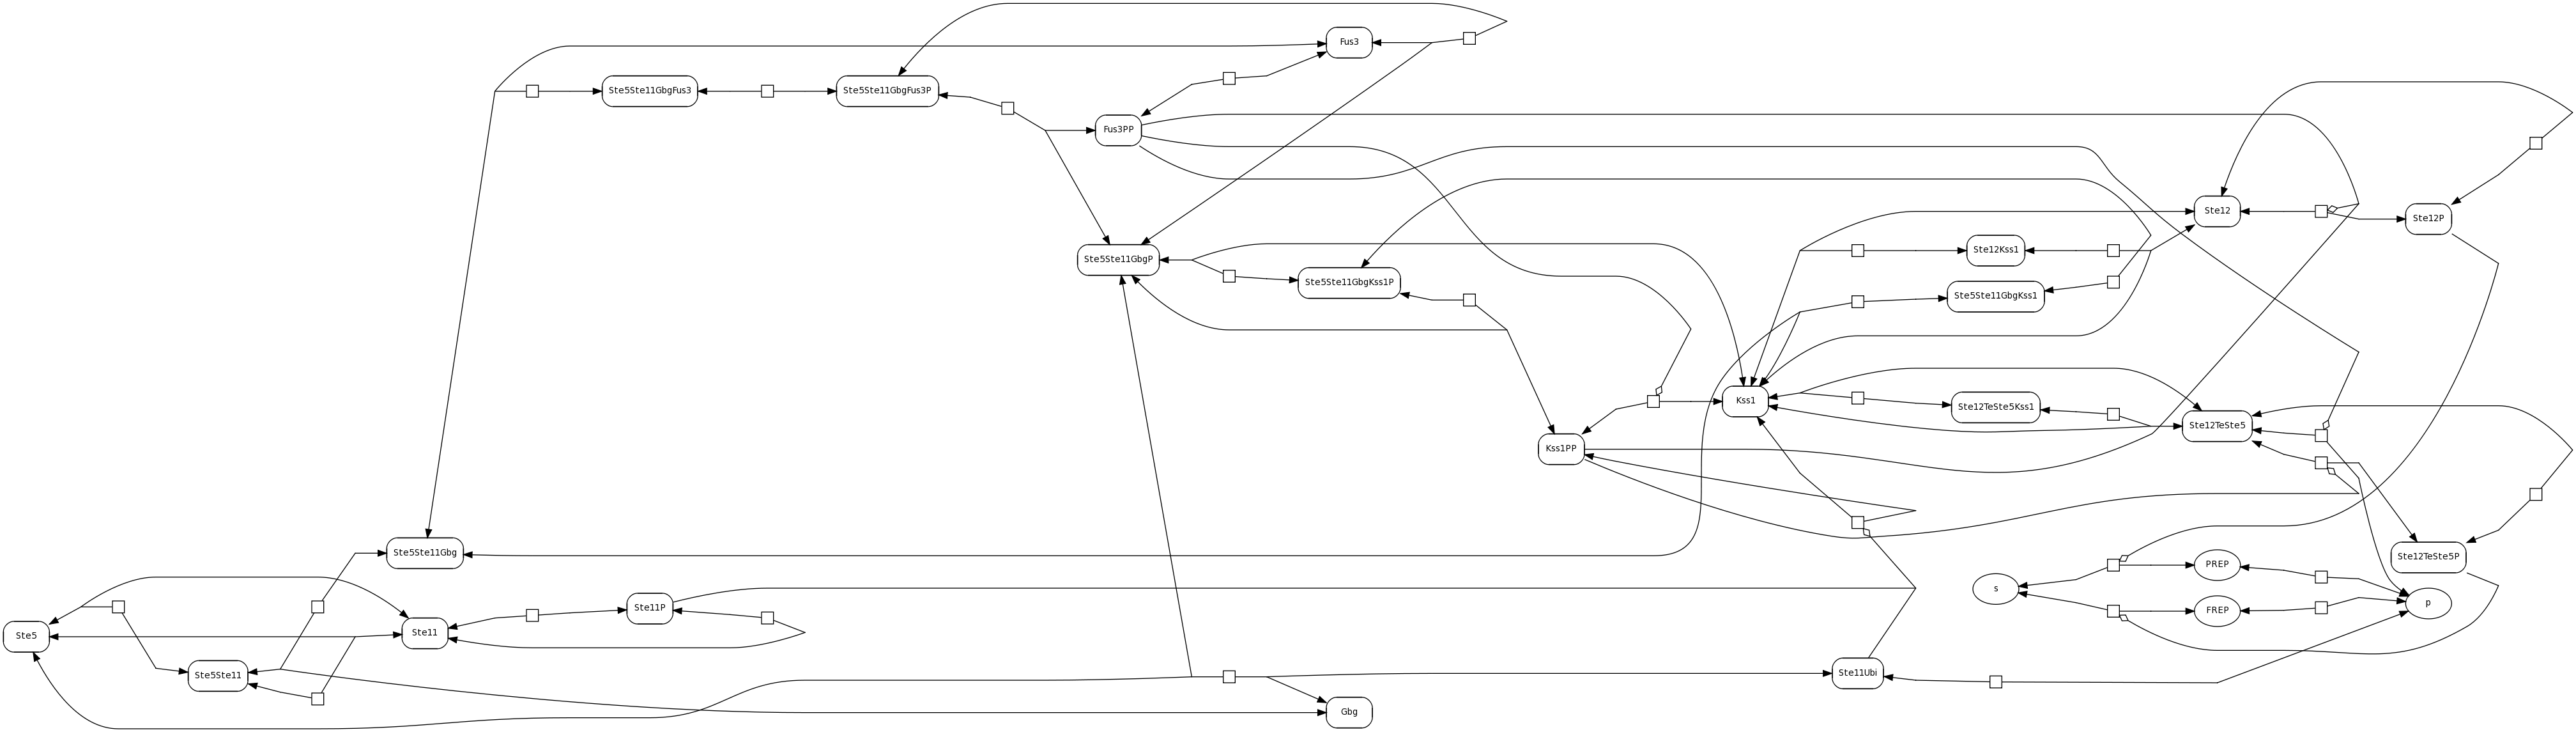 Fus3
Ste5Ste11GbgFus3
Ste5Ste11GbgFus3P
Fus3PP
Ste12
Ste12P
Ste5Ste11GbgP
Ste12Kss1
Ste5Ste11GbgKss1P
Ste5Ste11GbgKss1
Kss1
Ste12TeSte5Kss1
Ste12TeSte5
Kss1PP
Ste5Ste11Gbg
Ste12TeSte5P
PREP
s
p
FREP
Ste11P
Ste5
Ste11
Ste5Ste11
Ste11Ubi
Gbg